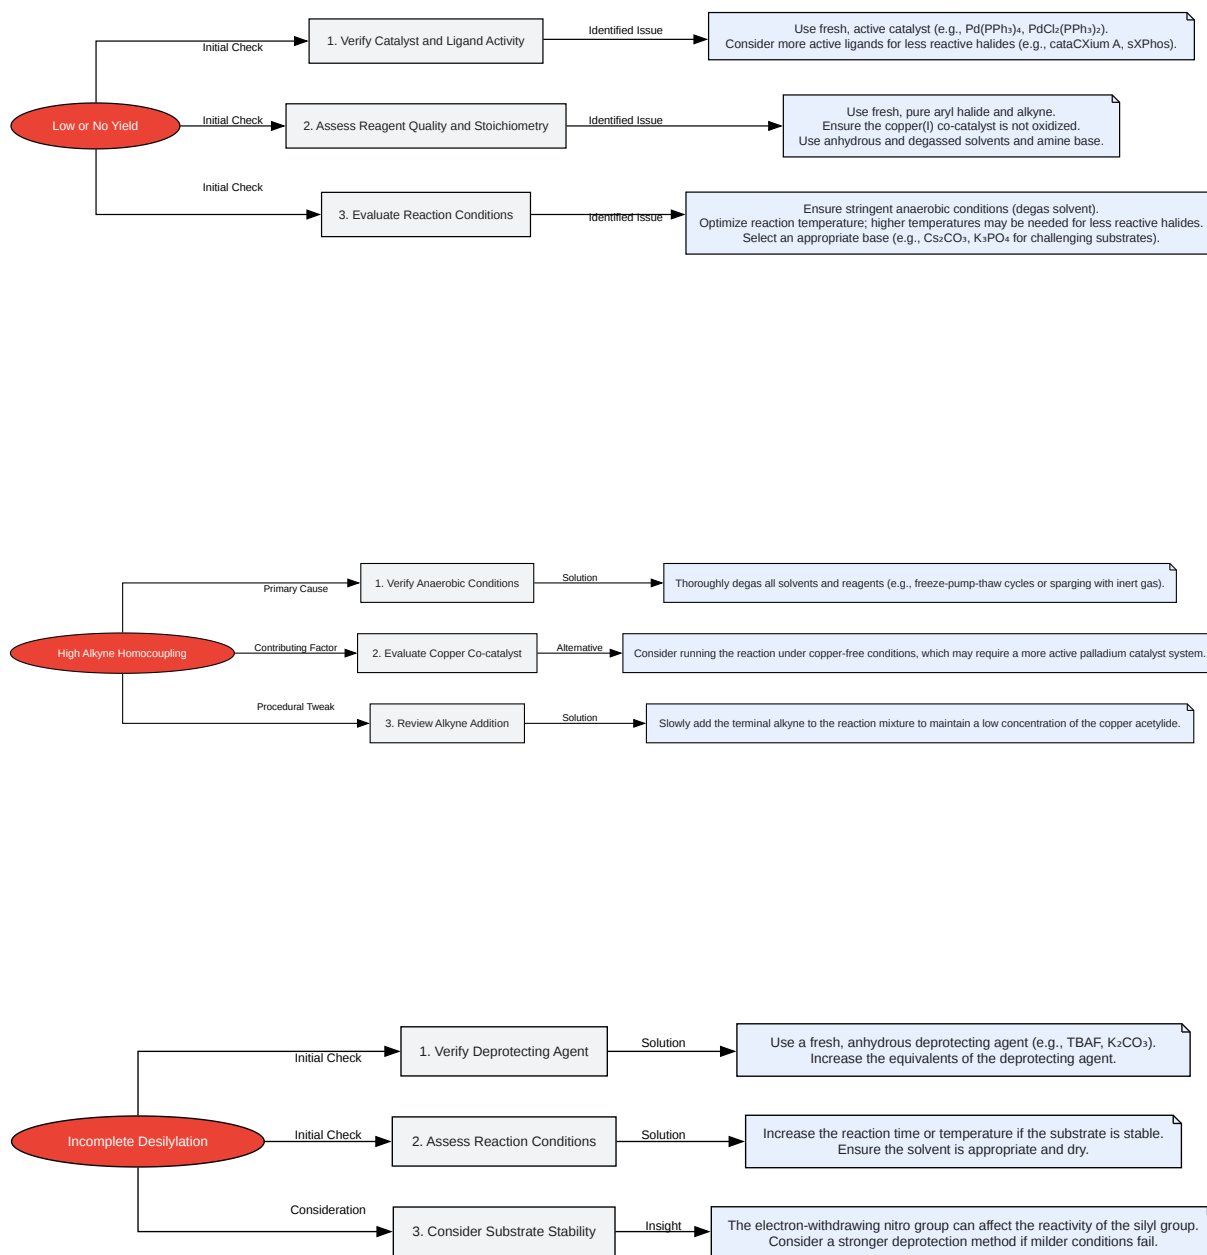 Low or No Yield
Initial Check
1. Verify Catalyst and Ligand Activity
Identified Issue
Use fresh, active catalyst (e.g., Pd(PPh₃)₄, PdCl₂(PPh₃)₂).
Consider more active ligands for less reactive halides (e.g., cataCXium A, sXPhos).
Initial Check
2. Assess Reagent Quality and Stoichiometry
Identified Issue
Use fresh, pure aryl halide and alkyne.
Ensure the copper(I) co-catalyst is not oxidized.
Use anhydrous and degassed solvents and amine base.
Initial Check
3. Evaluate Reaction Conditions
Identified Issue
Ensure stringent anaerobic conditions (degas solvent).
Optimize reaction temperature; higher temperatures may be needed for less reactive halides.
Select an appropriate base (e.g., Cs₂CO₃, K₃PO₄ for challenging substrates).
High Alkyne Homocoupling
Primary Cause
1. Verify Anaerobic Conditions
Solution
Thoroughly degas all solvents and reagents (e.g., freeze-pump-thaw cycles or sparging with inert gas).
Contributing Factor
2. Evaluate Copper Co-catalyst
Alternative
Consider running the reaction under copper-free conditions, which may require a more active palladium catalyst system.
Procedural Tweak
3. Review Alkyne Addition
Solution
Slowly add the terminal alkyne to the reaction mixture to maintain a low concentration of the copper acetylide.
Incomplete Desilylation
Initial Check
1. Verify Deprotecting Agent
Solution
Use a fresh, anhydrous deprotecting agent (e.g., TBAF, K₂CO₃).
Increase the equivalents of the deprotecting agent.
Initial Check
2. Assess Reaction Conditions
Solution
Increase the reaction time or temperature if the substrate is stable.
Ensure the solvent is appropriate and dry.
Consideration
3. Consider Substrate Stability
Insight
The electron-withdrawing nitro group can affect the reactivity of the silyl group.
Consider a stronger deprotection method if milder conditions fail.